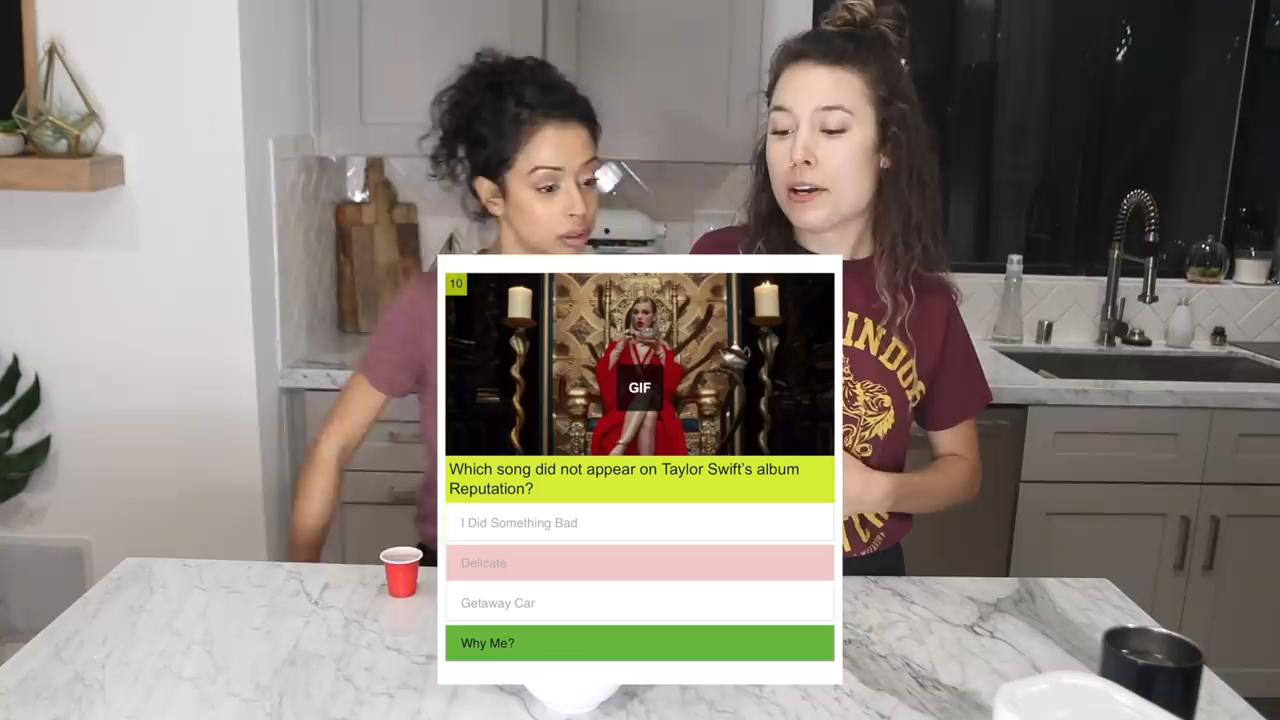 10
GIF
Which song did not appear on Taylor Swift's album
Reputation?
I Did Something Bad
Delicate
Getaway Car
Why Me?